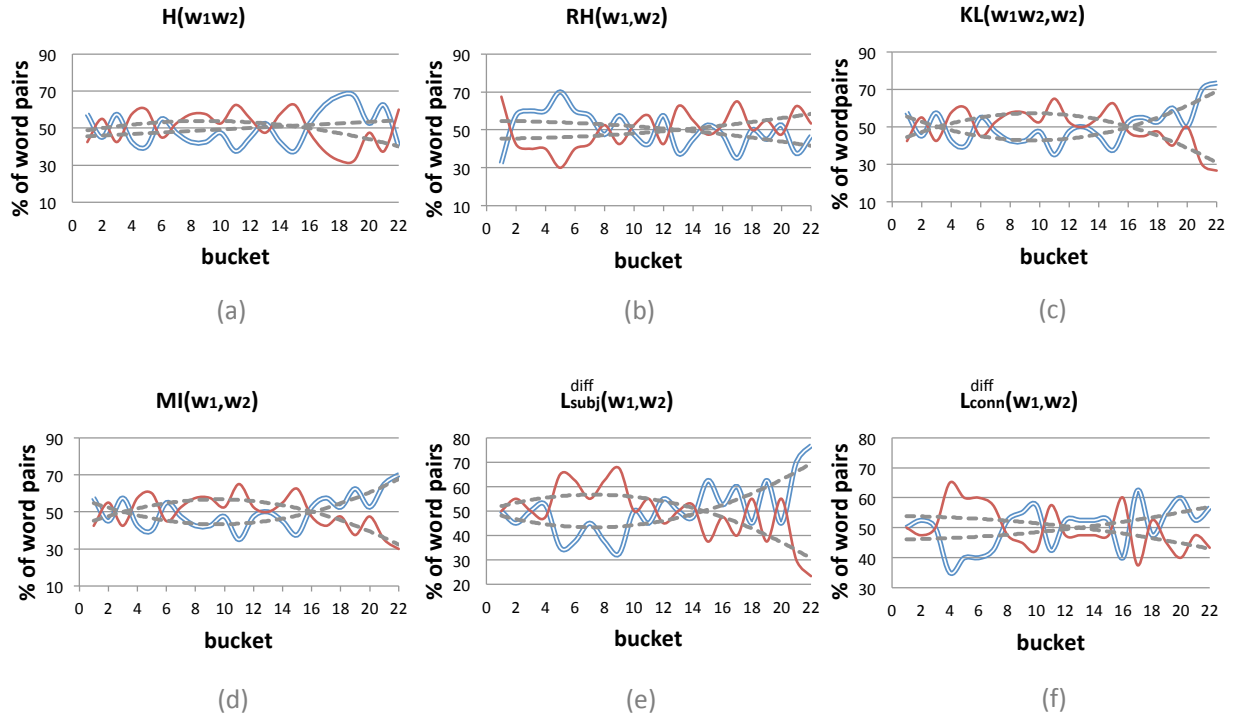 H(w1w2)
% of word pairs
90
70
50
30
10
0 2 4 6 8 10 12 14 16 18 20 22
bucket
(a)
RH(w1,w2)
% of word pairs
90
70
50
30
10
0 2 4 6 8 10 12 14 16 18 20 22
bucket
(b)
KL(w1w2,w2)
% of wordpairs
90
70
50
30
10
0 2 4 6 8 10 12 14 16 18 20 22
bucket
(c)
MI(w1,w2)
% of word pairs
90
70
50
30
10
0 2 4 6 8 10 12 14 16 18 20 22
bucket
(d)
diff
Lsubj(w1,w2)
% of word pairs
80
70
60
50
40
30
20
0 2 4 6 8 10 12 14 16 18 20 22
bucket
(e)
diff
Lconn(w1,w2)
% of word pairs
80
70
60
50
40
30
0 2 4 6 8 10 12 14 16 18 20 22
bucket
(f)